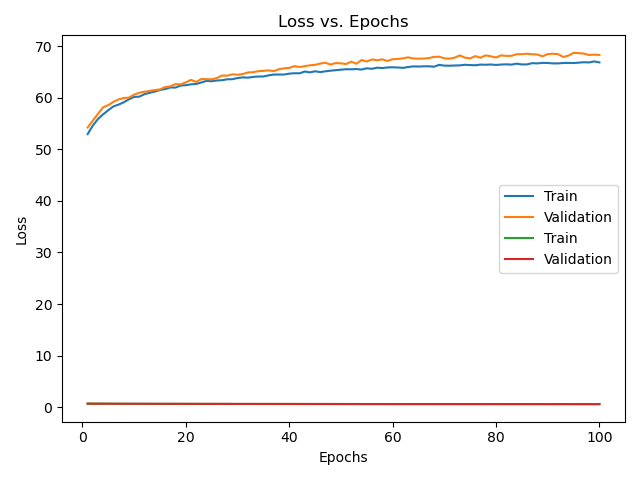 Loss vs. Epochs
70
60
50
40
30
20
10
0
Loss
Train
Validation
Train
Validation
0 20 40 60 80 100
Epochs